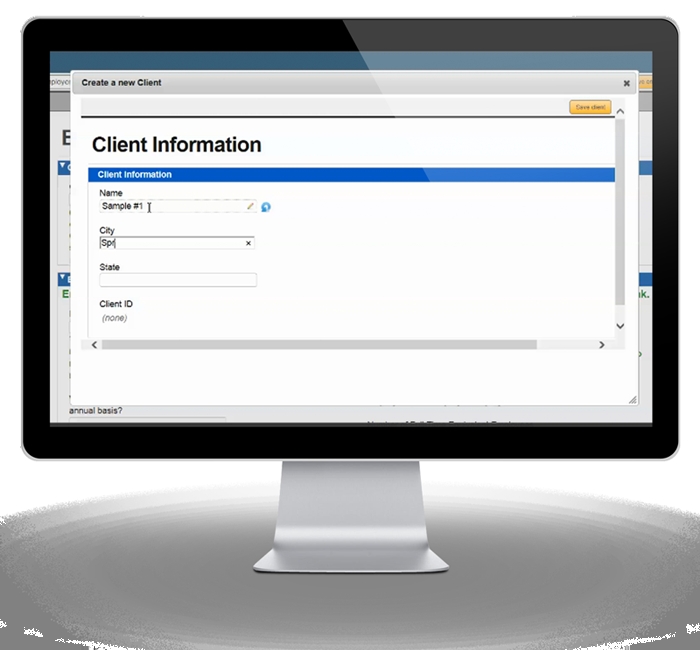 Create a new Client
Save client
Client Information
Client Information
Name
Sample #1
City
Spr
State
Client ID
(none)
annual basis?